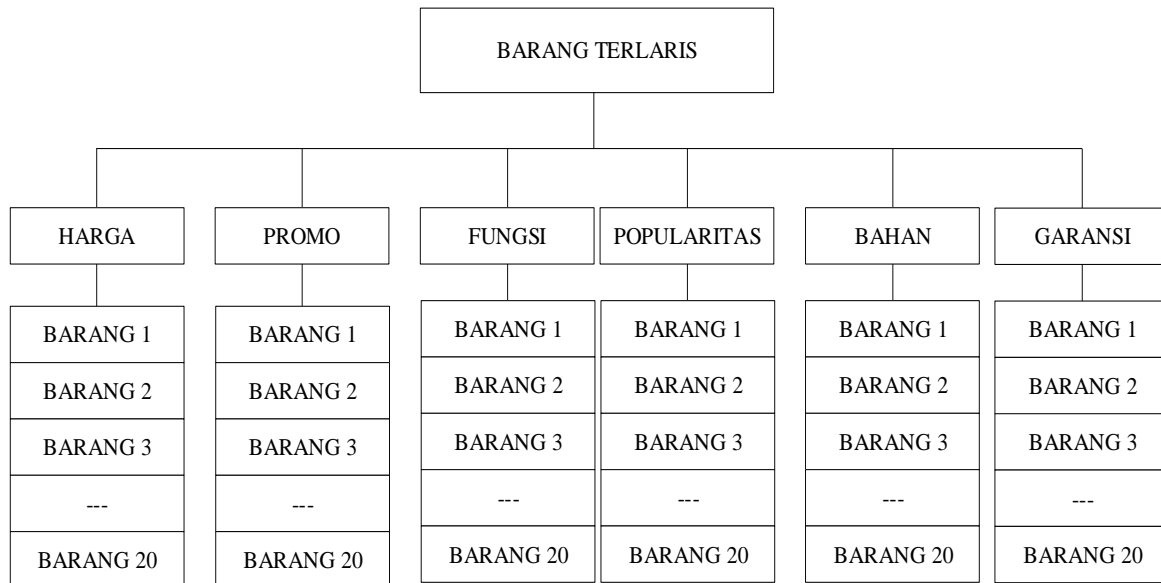 BARANG TERLARIS
HARGA
PROMO
FUNGSI
POPULARITAS
BAHAN
GARANSI
BARANG 1
BARANG 2
BARANG 3
---
BARANG 20
BARANG 1
BARANG 2
BARANG 3
---
BARANG 20
BARANG 1
BARANG 2
BARANG 3
---
BARANG 20
BARANG 1
BARANG 2
BARANG 3
---
BARANG 20
BARANG 1
BARANG 2
BARANG 3
---
BARANG 20
BARANG 1
BARANG 2
BARANG 3
---
BARANG 20